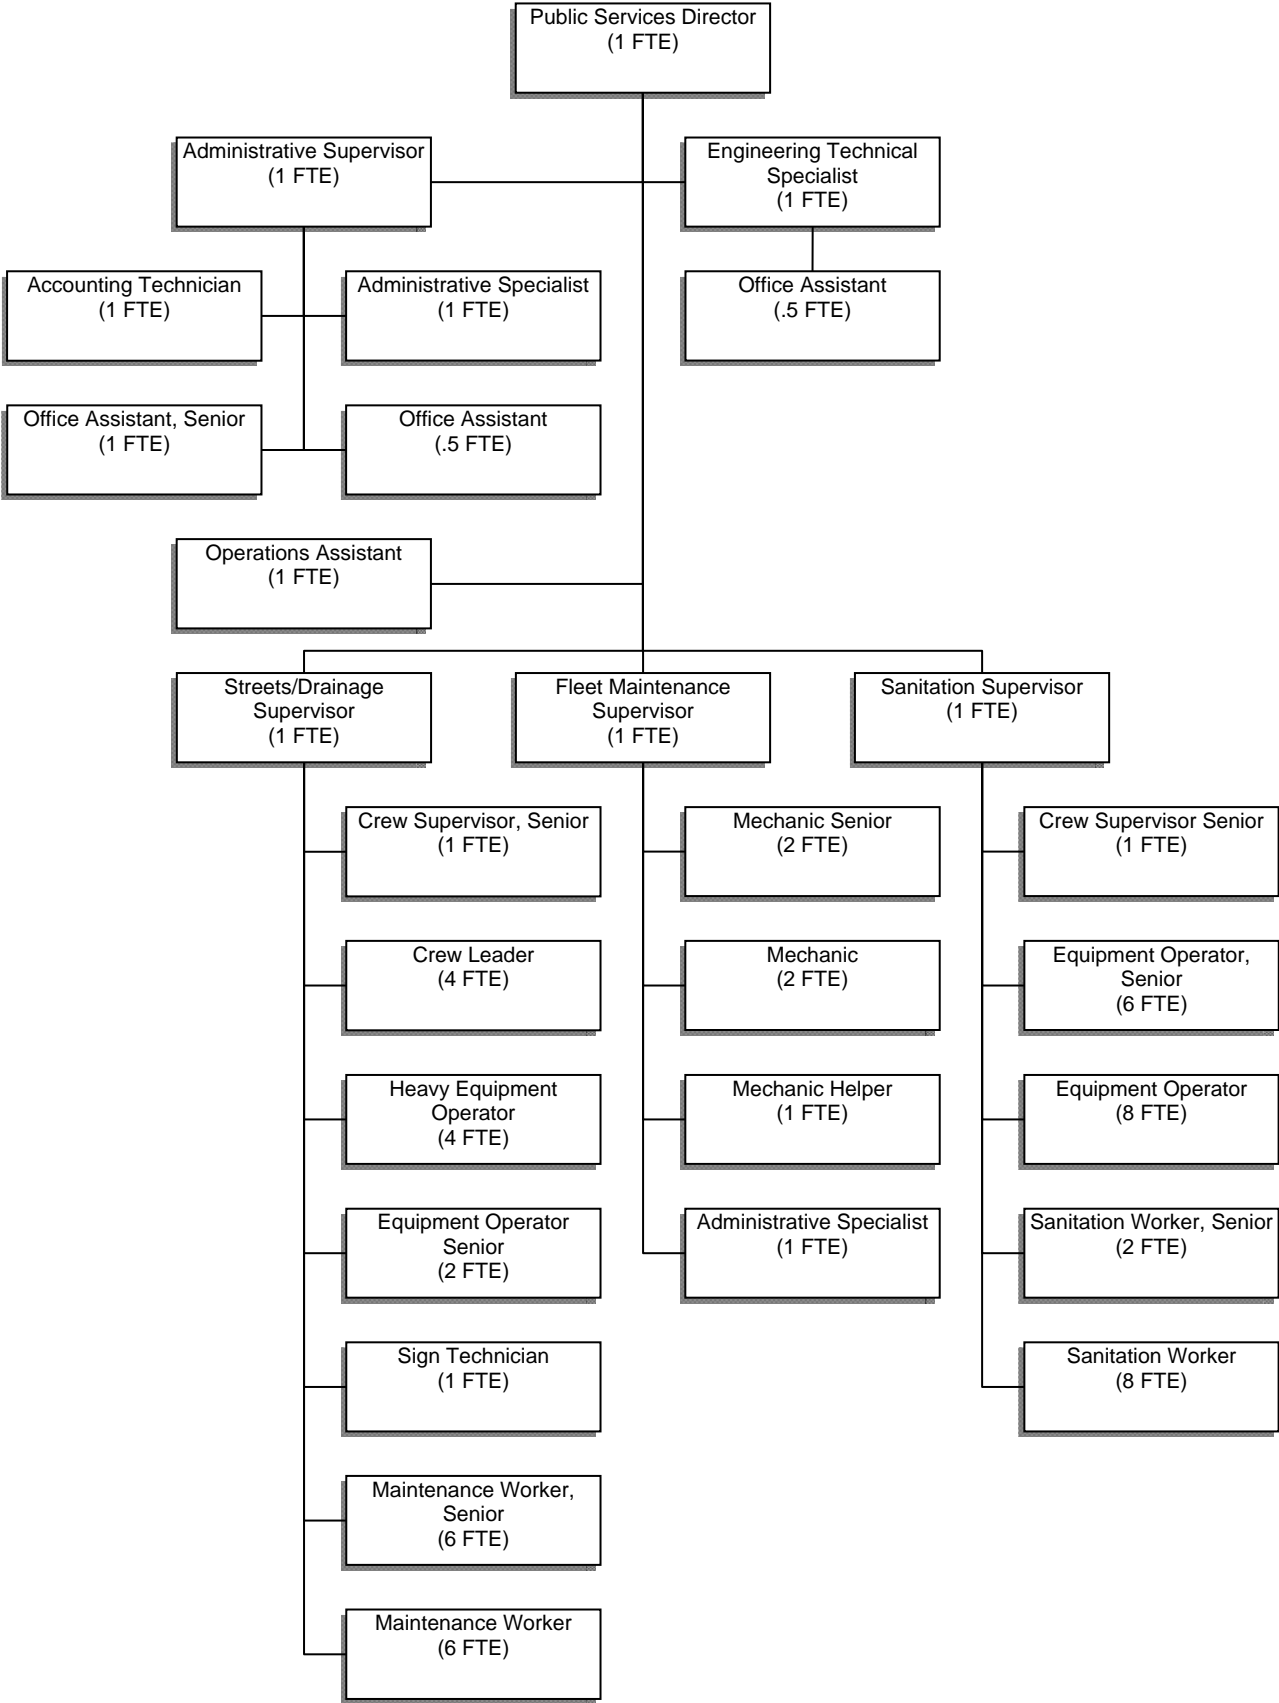 Public Services Director
(1 FTE)
Administrative Supervisor
(1 FTE)
Engineering Technical
Specialist
(1 FTE)
Accounting Technician
(1 FTE)
Administrative Specialist
(1 FTE)
Office Assistant
(.5 FTE)
Office Assistant, Senior
(1 FTE)
Office Assistant
(.5 FTE)
Operations Assistant
(1 FTE)
Streets/Drainage
Supervisor
(1 FTE)
Fleet Maintenance
Supervisor
(1 FTE)
Sanitation Supervisor
(1 FTE)
Crew Supervisor, Senior
(1 FTE)
Crew Leader
(4 FTE)
Heavy Equipment
Operator
(4 FTE)
Equipment Operator
Senior
(2 FTE)
Sign Technician
(1 FTE)
Maintenance Worker,
Senior
(6 FTE)
Maintenance Worker
(6 FTE)
Mechanic Senior
(2 FTE)
Mechanic
(2 FTE)
Mechanic Helper
(1 FTE)
Administrative Specialist
(1 FTE)
Crew Supervisor Senior
(1 FTE)
Equipment Operator,
Senior
(6 FTE)
Equipment Operator
(8 FTE)
Sanitation Worker, Senior
(2 FTE)
Sanitation Worker
(8 FTE)